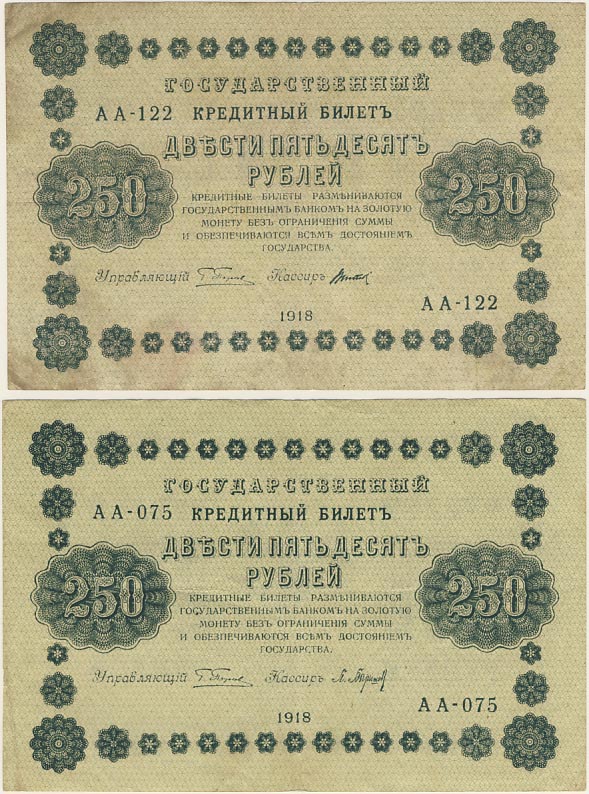 ГОСУДАРСТВЕННЫЙ
АА-122 КРЕДИТНЫЙ БИЛЕТЪ
ДВѢСТИ ПЯТЬДЕСЯТЪ
РУБЛЕЙ
250 250
КРЕДИТНЫЕ БИЛЕТЫ РАЗМѢНИВАЮТСЯ
ГОСУДАРСТВЕННЫМЪ БАНКОМЪ НА ЗОЛОТУЮ
МОНЕТУ БЕЗЪ ОГРАНИЧЕНІЯ СУММЫ
И ОБЕЗПЕЧИВАЮТСЯ ВСѢМЪ ДОСТОЯНІЕМЪ
ГОСУДАРСТВА.
Управляющій Кассиръ
АА-122
1918
ГОСУДАРСТВЕННЫЙ
АА-075 КРЕДИТНЫЙ БИЛЕТЪ
ДВѢСТИ ПЯТЬДЕСЯТЪ
РУБЛЕЙ
250 250
КРЕДИТНЫЕ БИЛЕТЫ РАЗМѢНИВАЮТСЯ
ГОСУДАРСТВЕННЫМЪ БАНКОМЪ НА ЗОЛОТУЮ
МОНЕТУ БЕЗЪ ОГРАНИЧЕНІЯ СУММЫ
И ОБЕЗПЕЧИВАЮТСЯ ВСѢМЪ ДОСТОЯНІЕМЪ
ГОСУДАРСТВА.
Управляющій Кассиръ
АА-075
1918